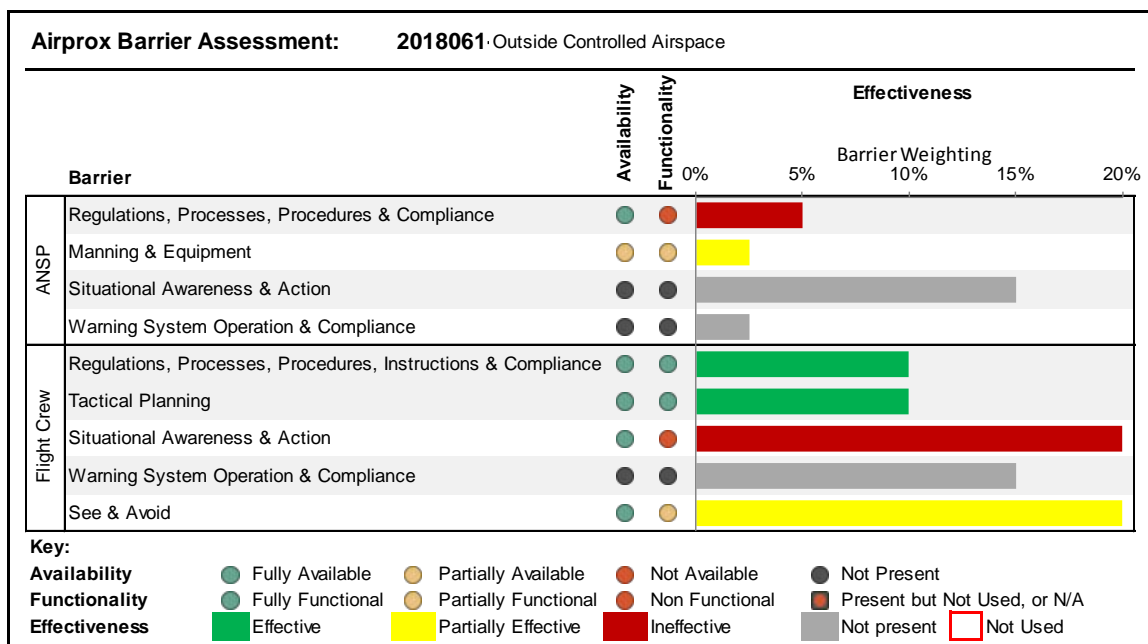 Airprox Barrier Assessment: 2018061 Outside Controlled Airspace
Availability
Functionality
Effectiveness
Barrier Weighting
Barrier
0% 5% 10% 15% 20%
ANSP
Regulations, Processes, Procedures & Compliance
Manning & Equipment
Situational Awareness & Action
Warning System Operation & Compliance
Flight Crew
Regulations, Processes, Procedures, Instructions & Compliance
Tactical Planning
Situational Awareness & Action
Warning System Operation & Compliance
See & Avoid
Key:
Availability Fully Available Partially Available Not Available Not Present
Functionality Fully Functional Partially Functional Non Functional Present but Not Used, or N/A
Effectiveness Effective Partially Effective Ineffective Not present Not Used